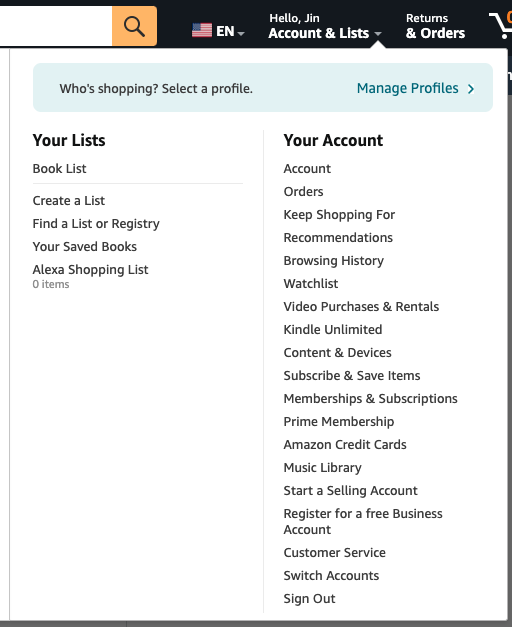 EN
Hello, Jin
Account & Lists
Returns
& Orders
Who's shopping? Select a profile.
Manage Profiles
Your Lists
Book List
Create a List
Find a List or Registry
Your Saved Books
Alexa Shopping List
0 items
Your Account
Account
Orders
Keep Shopping For
Recommendations
Browsing History
Watchlist
Video Purchases & Rentals
Kindle Unlimited
Content & Devices
Subscribe & Save Items
Memberships & Subscriptions
Prime Membership
Amazon Credit Cards
Music Library
Start a Selling Account
Register for a free Business
Account
Customer Service
Switch Accounts
Sign Out